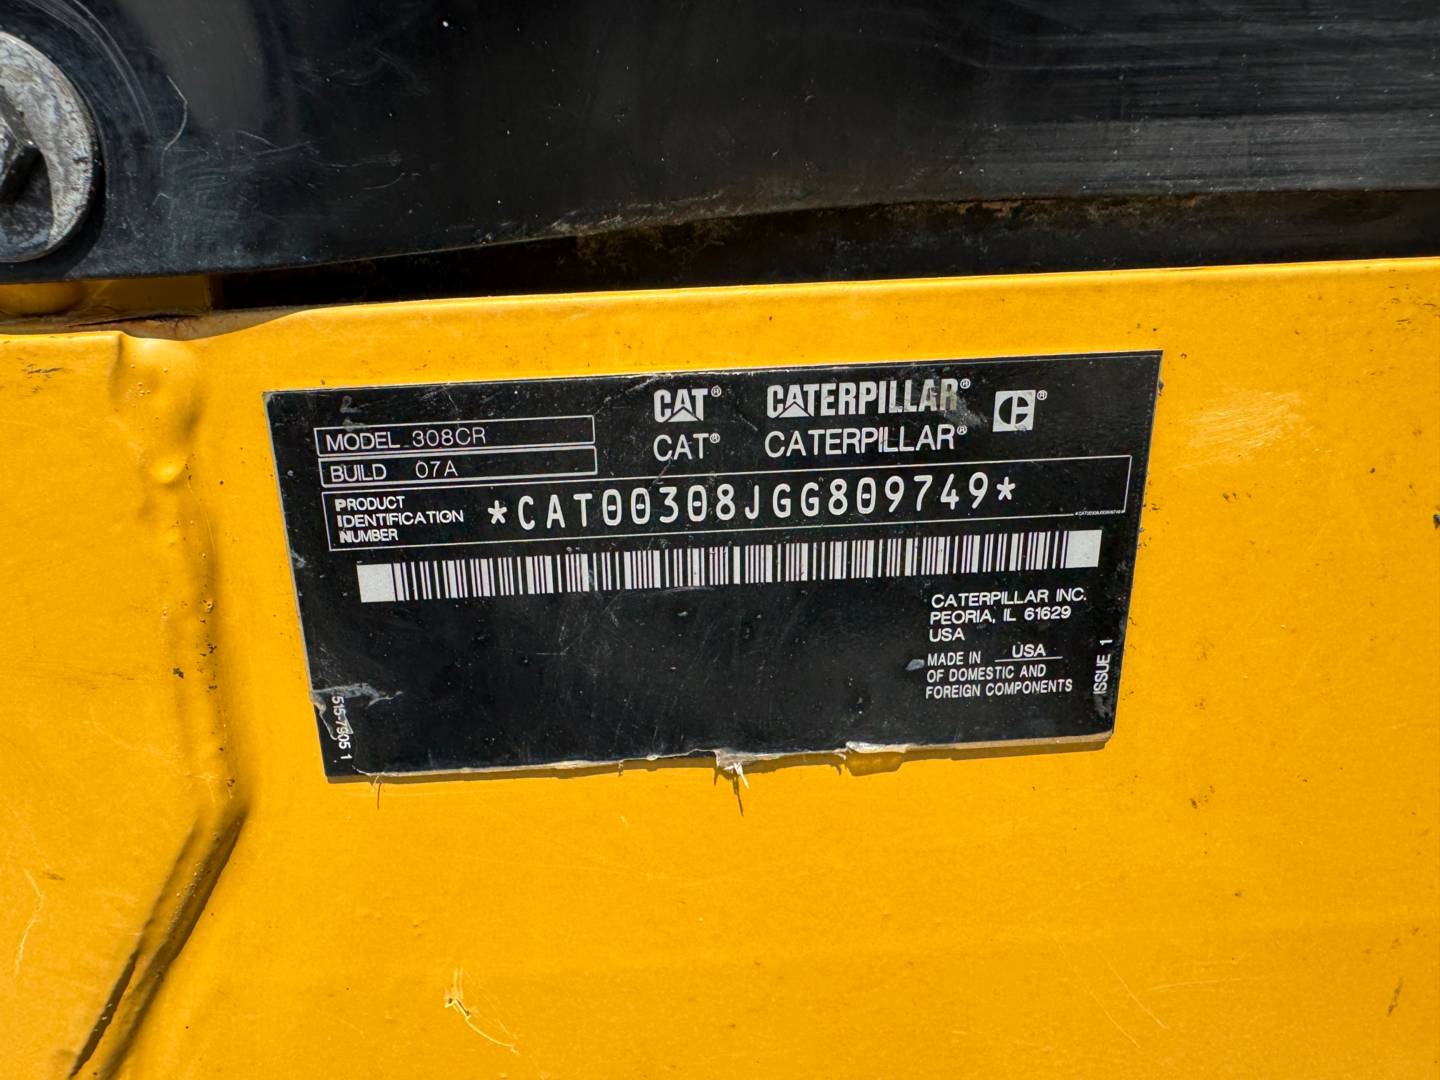 CAT® CATERPILLAR® C®
CAT® CATERPILLAR®
MODEL 308CR
BUILD 07A
PRODUCT IDENTIFICATION NUMBER
*CAT00308JGG809749*
CATERPILLAR INC.
PEORIA, IL 61629
USA
MADE IN USA
OF DOMESTIC AND
FOREIGN COMPONENTS
ISSUE 1
515-7905 1